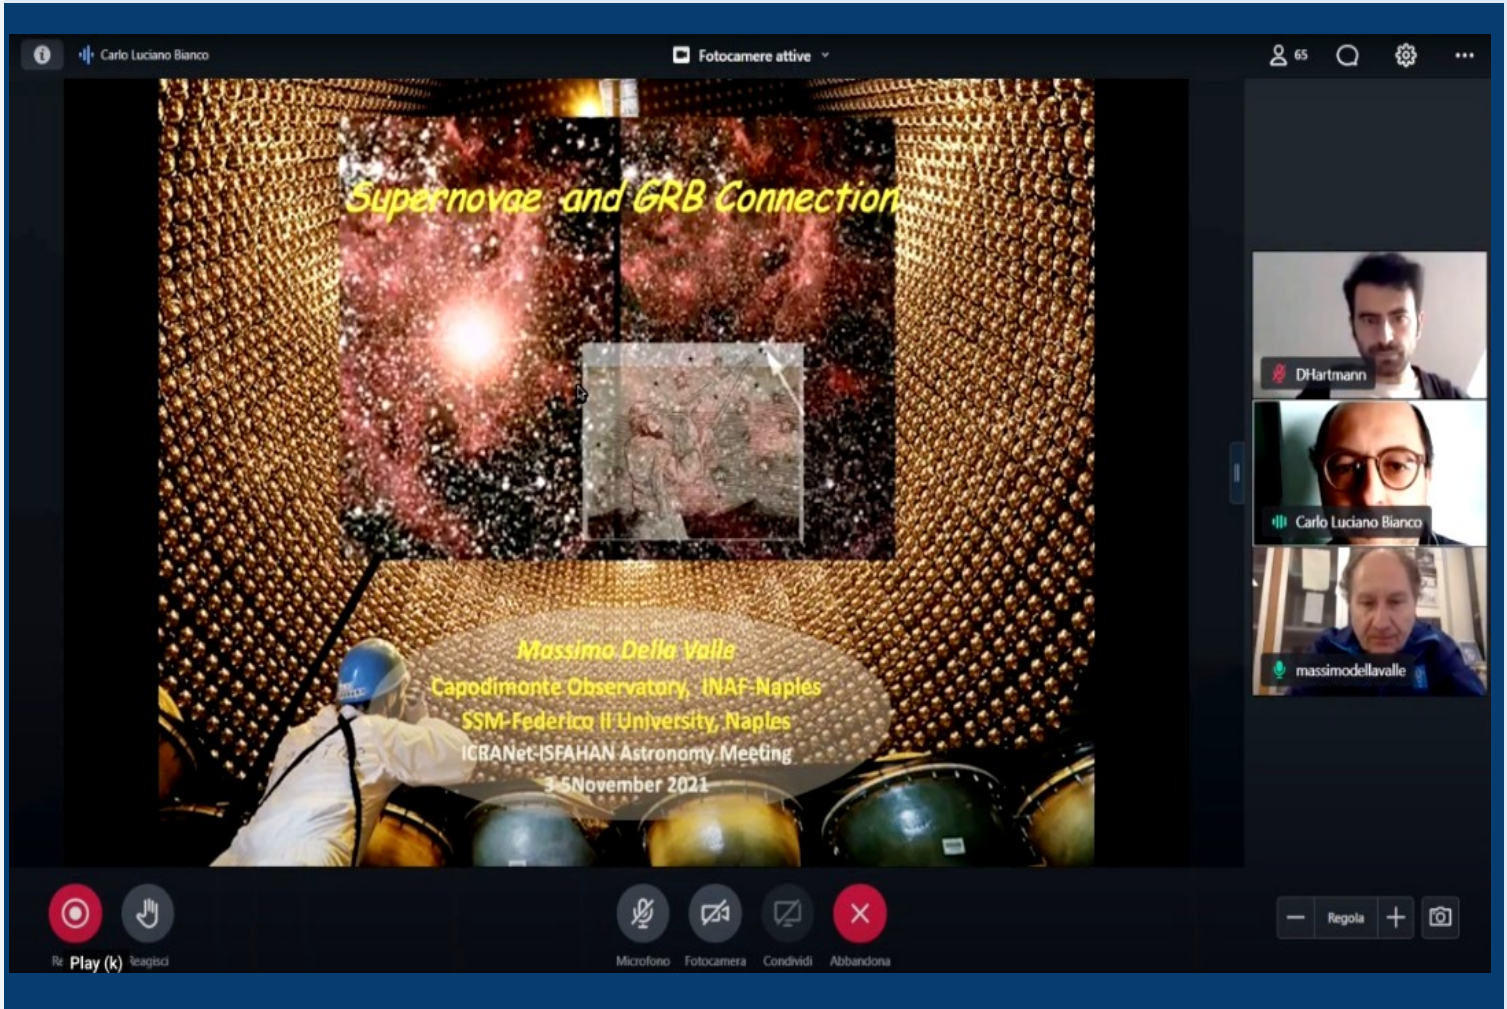 Carlo Luciano Bianco
Fotocamere attive
65
Supernovae and GRB Connection
DHartmann
Carlo Luciano Bianco
massimodellavalle
Massimo Della Valle
Capodimonte Observatory, INAF-Naples
SSM-Federico II University, Naples
ICRANet-ISFAHAN Astronomy Meeting
3-5November 2021
Play (k)
Reagisci
Microfono
Fotocamera
Condividi
Abbandona
Regola